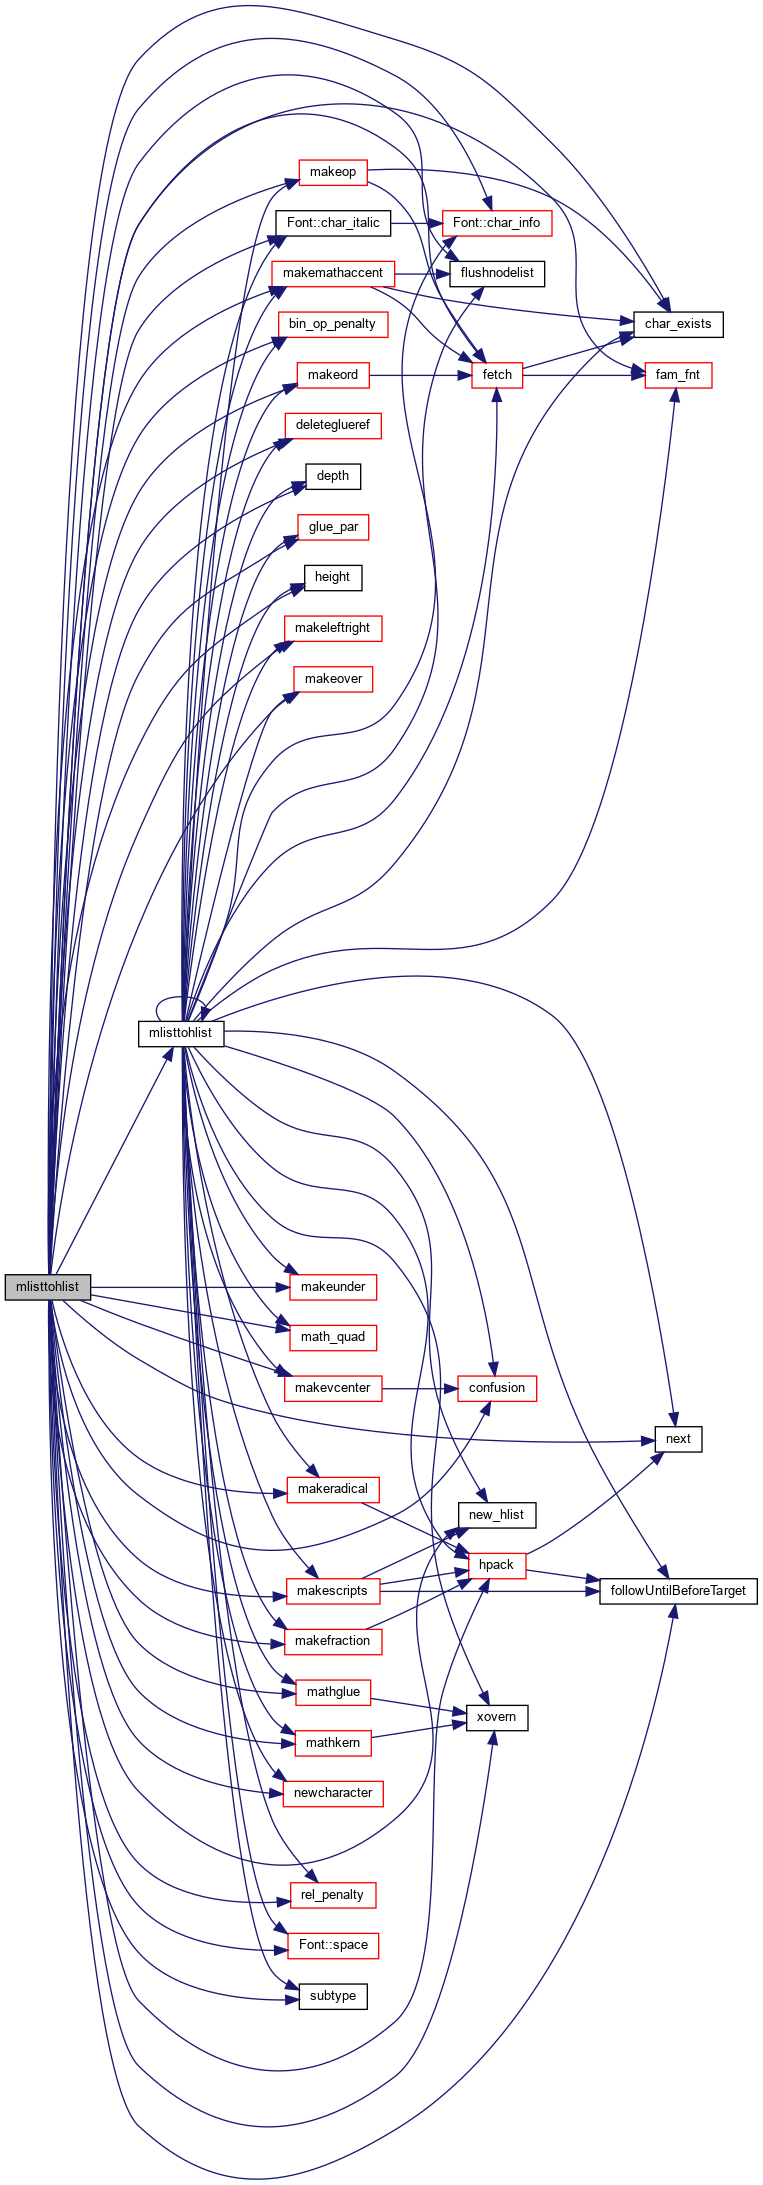 makeop
Font::char_italic
Font::char_info
makemathaccent
flushnodelist
bin_op_penalty
char_exists
makeord
fetch
fam_fnt
deleteglueref
depth
glue_par
height
makeleftright
makeover
mlisttohlist
mlisttohlist
makeunder
math_quad
makevcenter
confusion
next
makeradical
new_hlist
hpack
makescripts
followUntilBeforeTarget
makefraction
mathglue
xovern
mathkern
newcharacter
rel_penalty
Font::space
subtype